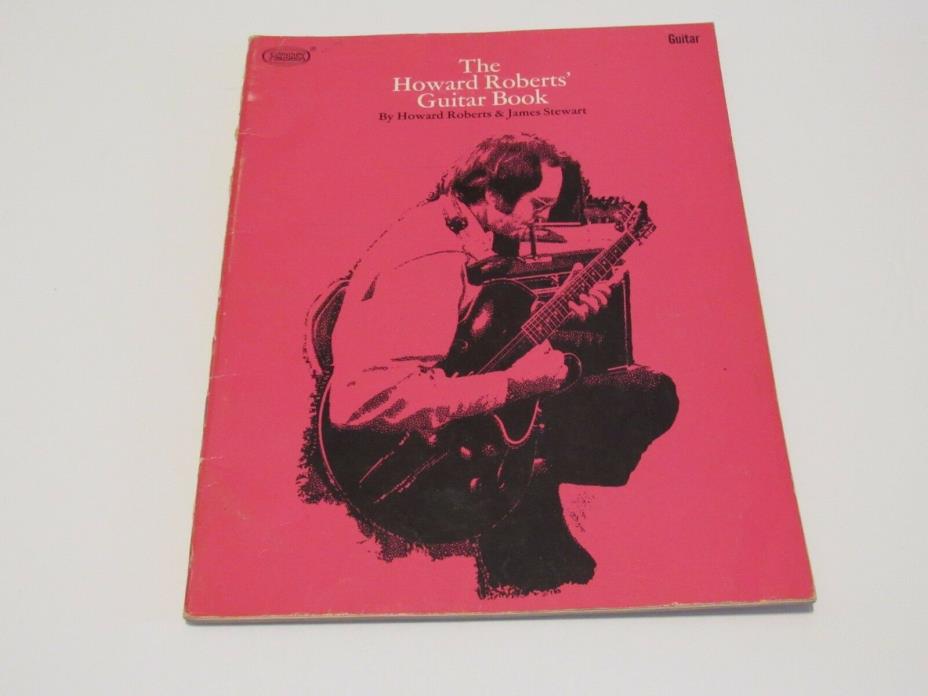 Guitar
The
Howard Roberts'
Guitar Book
By Howard Roberts & James Stewart